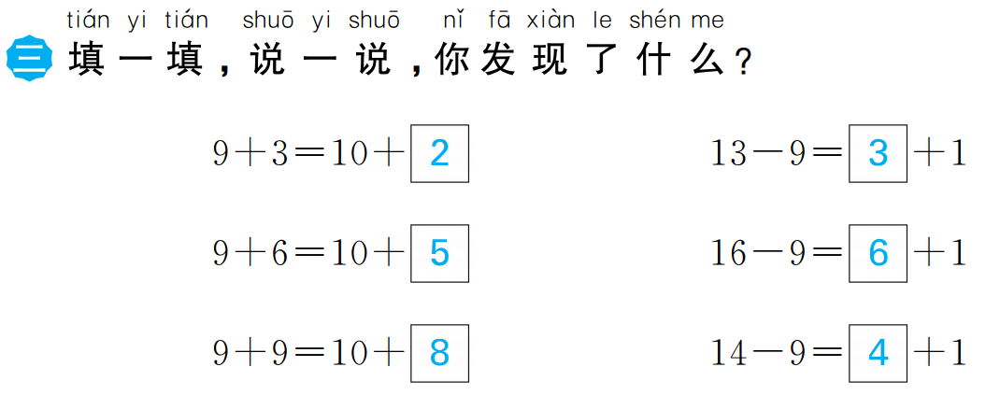 tián yi tián shuō yi shuō nǐ fā xiàn le shén me
三 填一填，说一说，你发现了什么？
9＋3＝10＋2 13－9＝3＋1
9＋6＝10＋5 16－9＝6＋1
9＋9＝10＋8 14－9＝4＋1